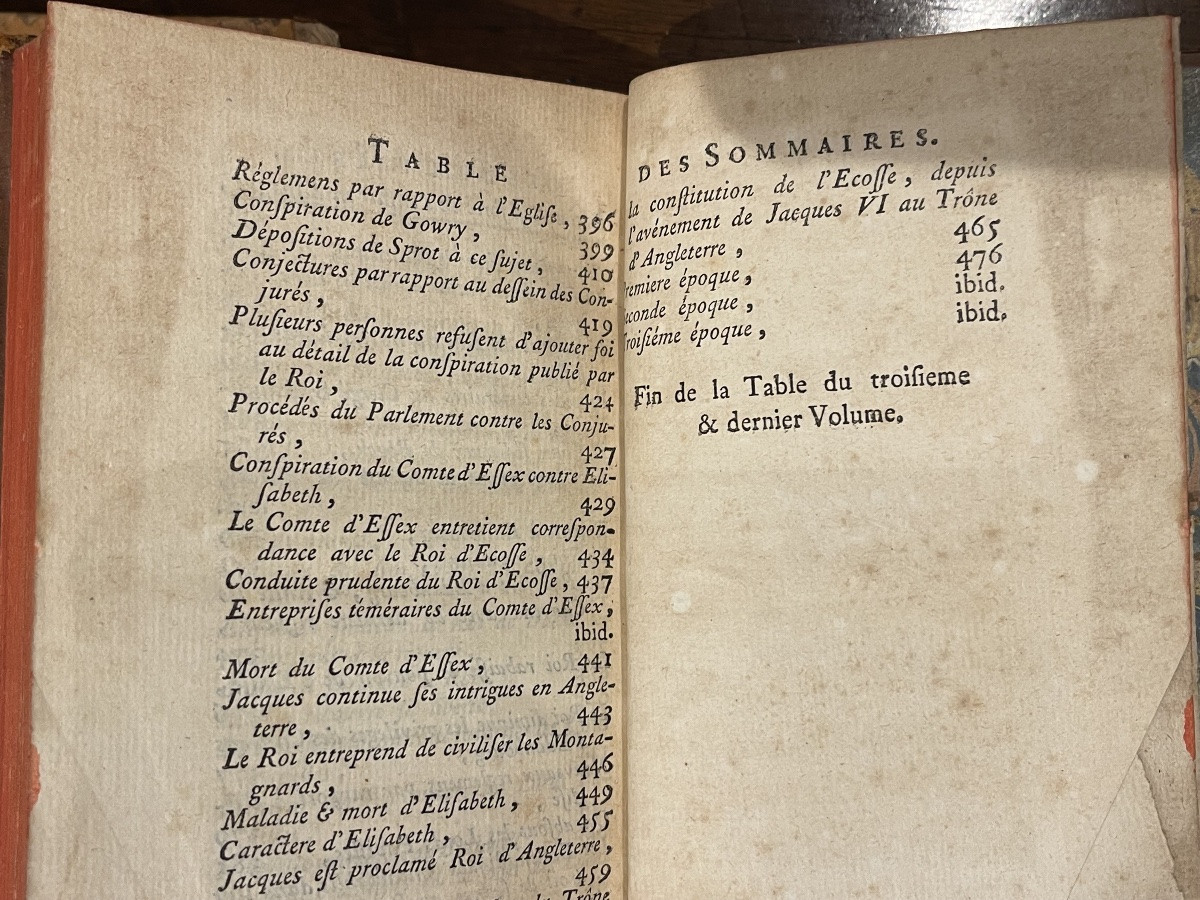 TABLE
Réglemens par rapport à l'Egliſe, 396
Conſpiration de Gowry, 399
Dépoſitions de Sprot à ce ſujet, 410
Conjectures par rapport au deſſein des Con-
jurés, 419
Pluſieurs perſonnes refuſent d'ajouter foi
au détail de la conſpiration publié par
le Roi, 424
Procédés du Parlement contre les Conju-
rés, 427
Conſpiration du Comte d'Eſſex contre Eli-
ſabeth, 429
Le Comte d'Eſſex entretient correſpon-
dance avec le Roi d'Ecoſſe, 434
Conduite prudente du Roi d'Ecoſſe, 437
Entrepriſes téméraires du Comte d'Eſſex,
ibid.
Mort du Comte d'Eſſex, 441
Jacques continue ſes intrigues en Angle-
terre, 443
Le Roi entreprend de civiliſer les Monta-
gnards, 446
Maladie & mort d'Eliſabeth, 449
Caractere d'Eliſabeth, 455
Jacques eſt proclamé Roi d'Angleterre,
459
Trône
DES SOMMAIRES.
la conſtitution de l'Ecoſſe, depuis
l'avénement de Jacques VI au Trône
d'Angleterre, 465
Premiere époque, 476
Seconde époque, ibid.
Troiſiéme époque, ibid.
Fin de la Table du troiſieme
& dernier Volume.